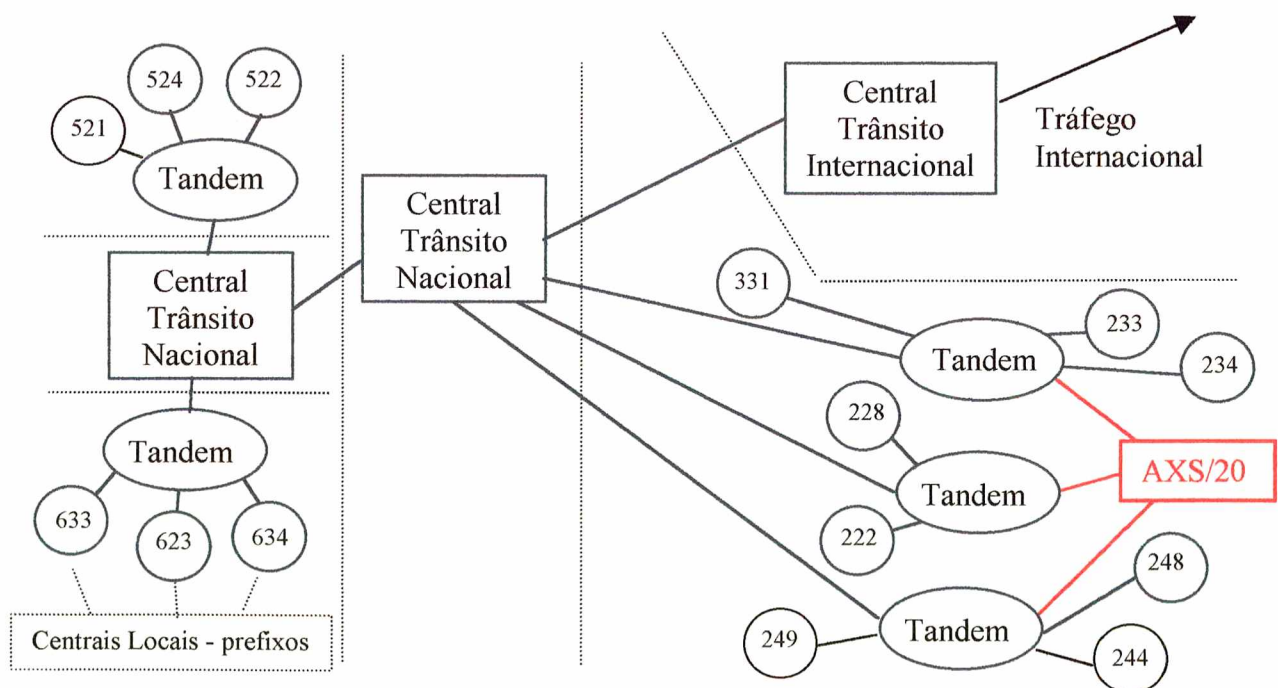 524
522
521
Tandem
Central
Trânsito
Internacional
Tráfego
Internacional
Central
Trânsito
Nacional
Central
Trânsito
Nacional
331
233
Tandem
234
228
Tandem
AXS/20
Tandem
222
633
623
634
248
249
Tandem
244
Centrais Locais - prefixos